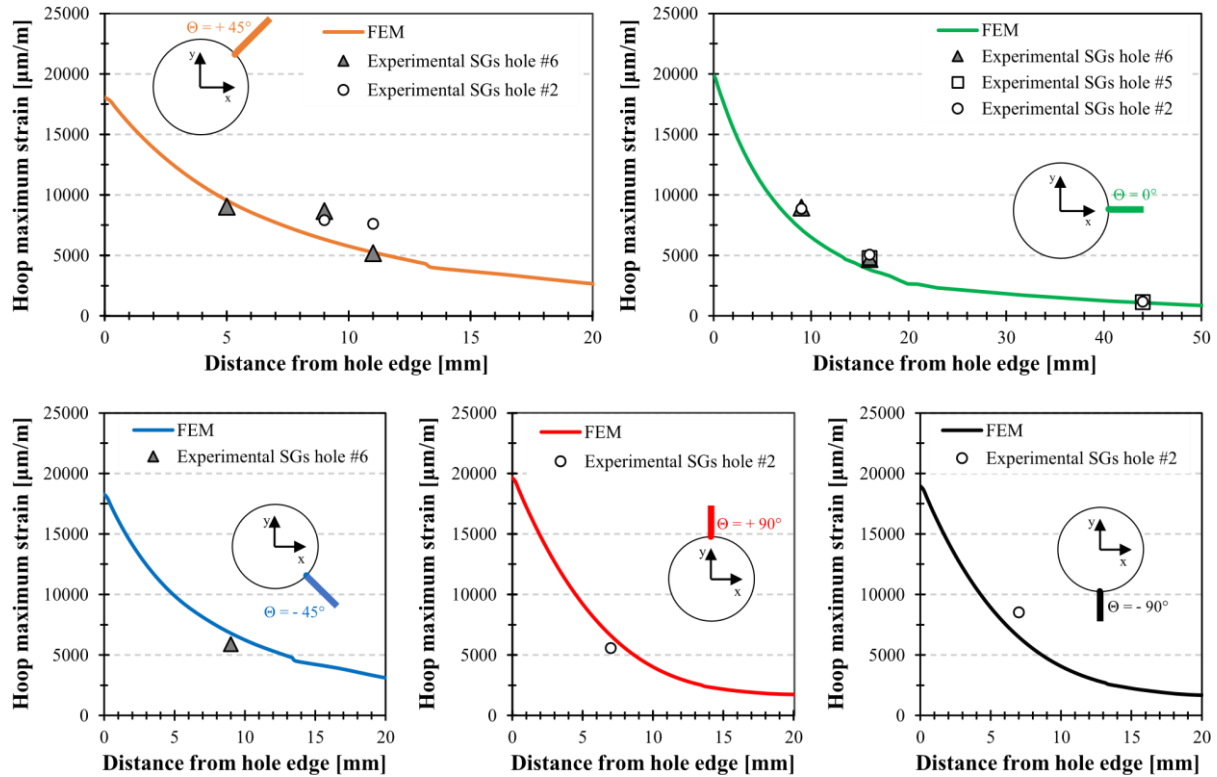 Hoop maximum strain [µm/m]
25000
20000
15000
10000
5000
0
Θ = + 45°
y
x
FEM
Experimental SGs hole #6
Experimental SGs hole #2
0
5
10
15
20
Distance from hole edge [mm]
Hoop maximum strain [µm/m]
25000
20000
15000
10000
5000
0
FEM
Experimental SGs hole #6
Experimental SGs hole #5
Experimental SGs hole #2
y
x
Θ = 0°
0
10
20
30
40
50
Distance from hole edge [mm]
Hoop maximum strain [µm/m]
25000
20000
15000
10000
5000
0
FEM
Experimental SGs hole #6
y
x
Θ = - 45°
0
5
10
15
20
Distance from hole edge [mm]
Hoop maximum strain [µm/m]
25000
20000
15000
10000
5000
0
FEM
Experimental SGs hole #2
Θ = + 90°
y
x
0
5
10
15
20
Distance from hole edge [mm]
Hoop maximum strain [µm/m]
25000
20000
15000
10000
5000
0
FEM
Experimental SGs hole #2
y
x
Θ = - 90°
0
5
10
15
20
Distance from hole edge [mm]